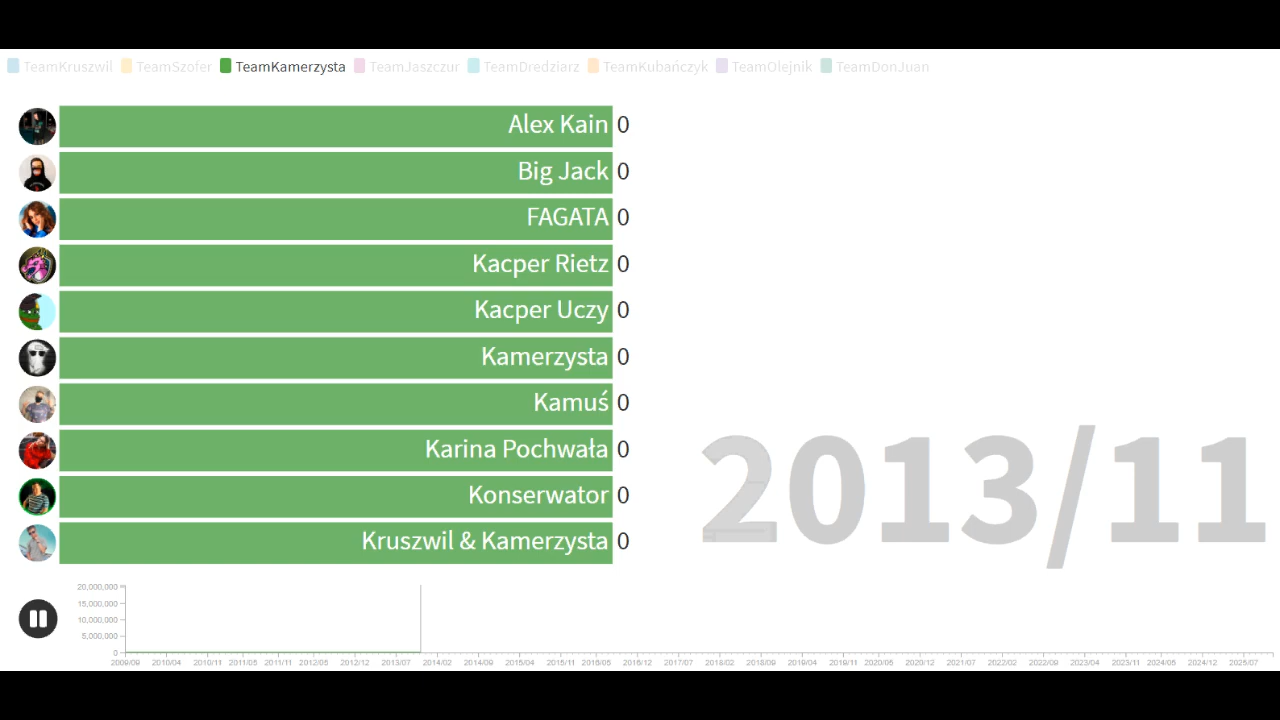 TeamKruszwil TeamSzofer TeamKamerzysta TeamJaszczur TeamDredziarz TeamKubańczyk TeamOlejnik TeamDonJuan
Alex Kain 0
Big Jack 0
FAGATA 0
Kacper Rietz 0
Kacper Uczy 0
Kamerzysta 0
Kamuś 0
Karina Pochwała 0
Konserwator 0
Kruszwil & Kamerzysta 0
2013/11
20,000,000
15,000,000
10,000,000
5,000,000
0
2009/09 2010/04 2010/11 2011/05 2011/11 2012/05 2012/12 2013/07 2014/02 2014/09 2015/04 2015/11 2016/05 2016/12 2017/07 2018/02 2018/09 2019/04 2019/11 2020/05 2020/12 2021/07 2022/02 2022/09 2023/04 2023/11 2024/05 2024/12 2025/07